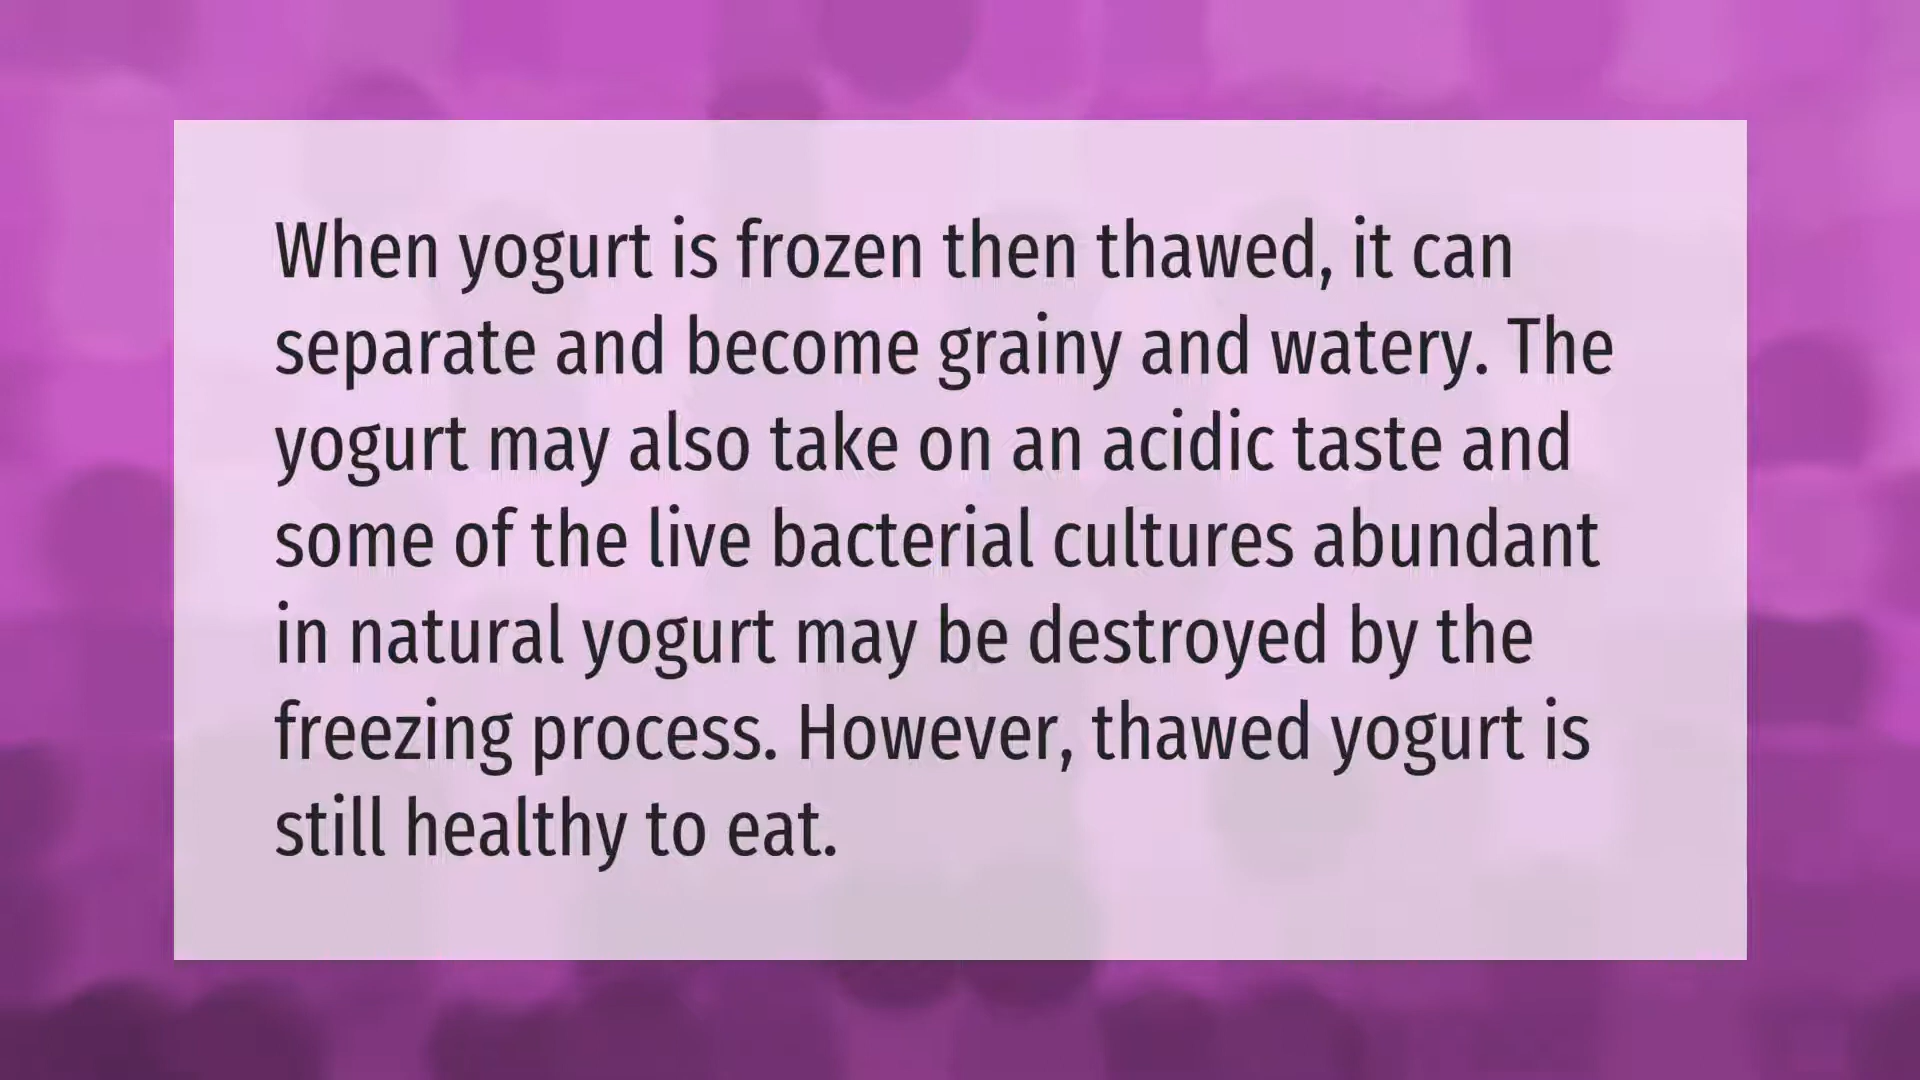 When yogurt is frozen then thawed, it can
separate and become grainy and watery. The
yogurt may also take on an acidic taste and
some of the live bacterial cultures abundant
in natural yogurt may be destroyed by the
freezing process. However, thawed yogurt is
still healthy to eat.